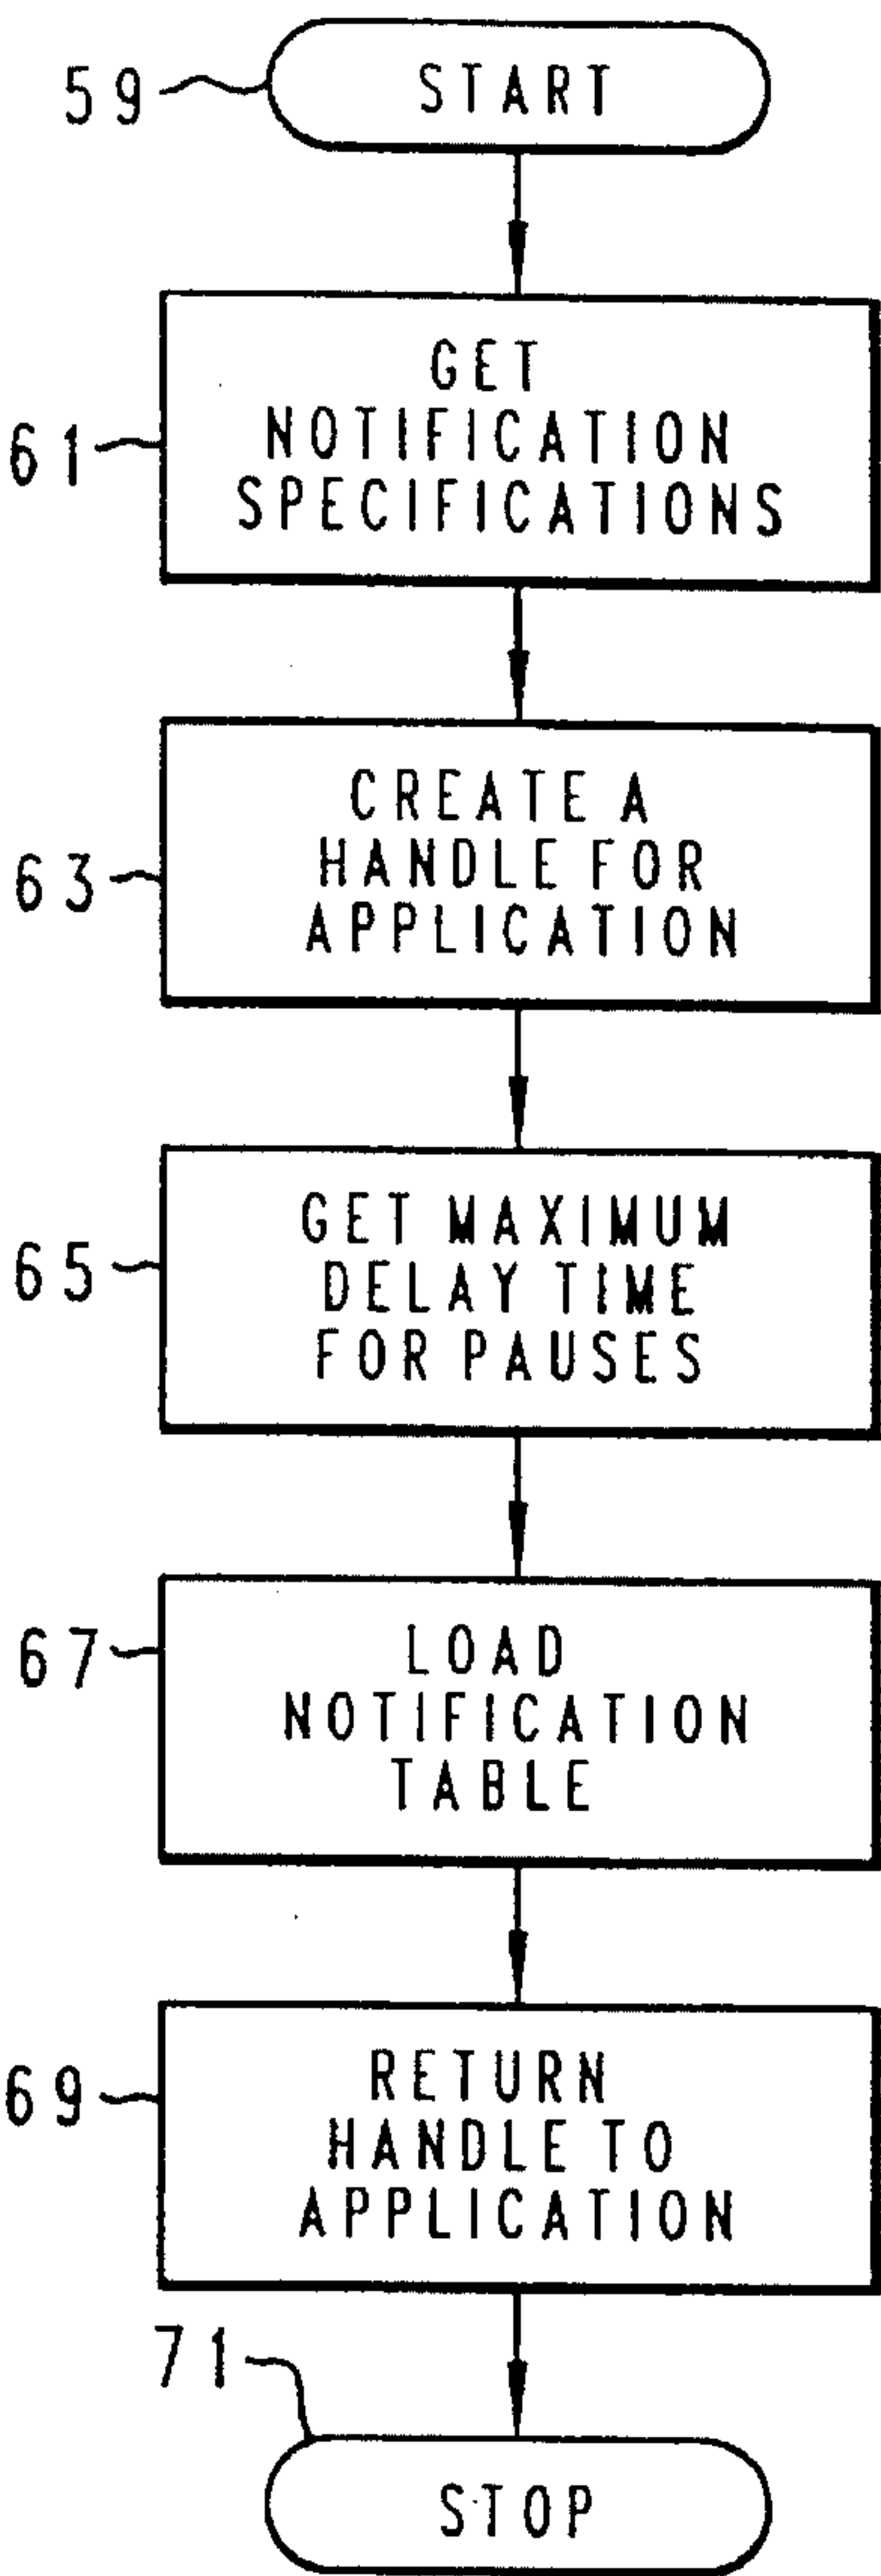 59
START
61
GET
NOTIFICATION
SPECIFICATIONS
63
CREATE A
HANDLE FOR
APPLICATION
65
GET MAXIMUM
DELAY TIME
FOR PAUSES
67
LOAD
NOTIFICATION
TABLE
69
RETURN
HANDLE TO
APPLICATION
71
STOP